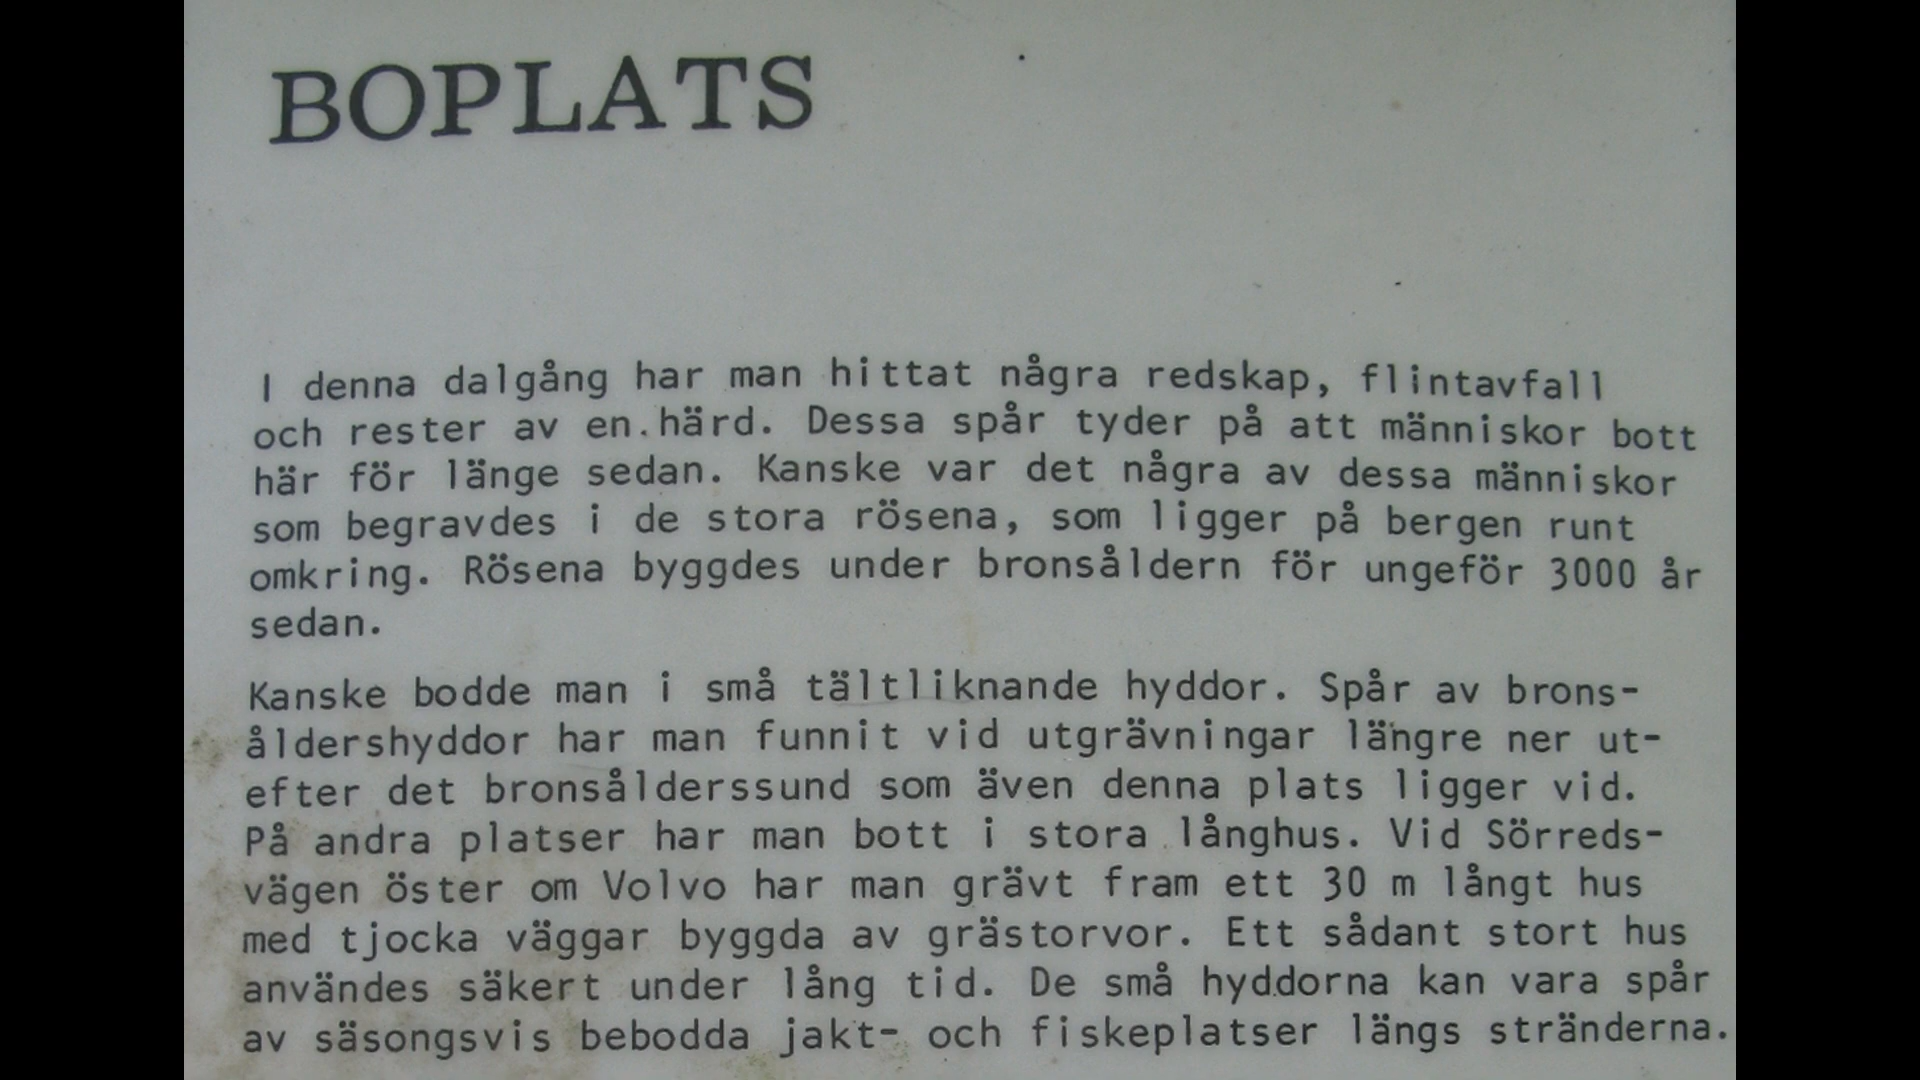 BOPLATS
I denna dalgång har man hittat några redskap, flintavfall
och rester av en härd. Dessa spår tyder på att människor bott
här för länge sedan. Kanske var det några av dessa människor
som begravdes i de stora rösena, som ligger på bergen runt
omkring. Rösena byggdes under bronsåldern för ungeför 3000 år
sedan.
Kanske bodde man i små tältliknande hyddor. Spår av brons-
åldershyddor har man funnit vid utgrävningar längre ner ut-
efter det bronsålderssund som även denna plats ligger vid.
På andra platser har man bott i stora långhus. Vid Sörreds-
vägen öster om Volvo har man grävt fram ett 30 m långt hus
med tjocka väggar byggda av grästorvor. Ett sådant stort hus
användes säkert under lång tid. De små hyddorna kan vara spår
av säsongsvis bebodda jakt- och fiskeplatser längs stränderna.